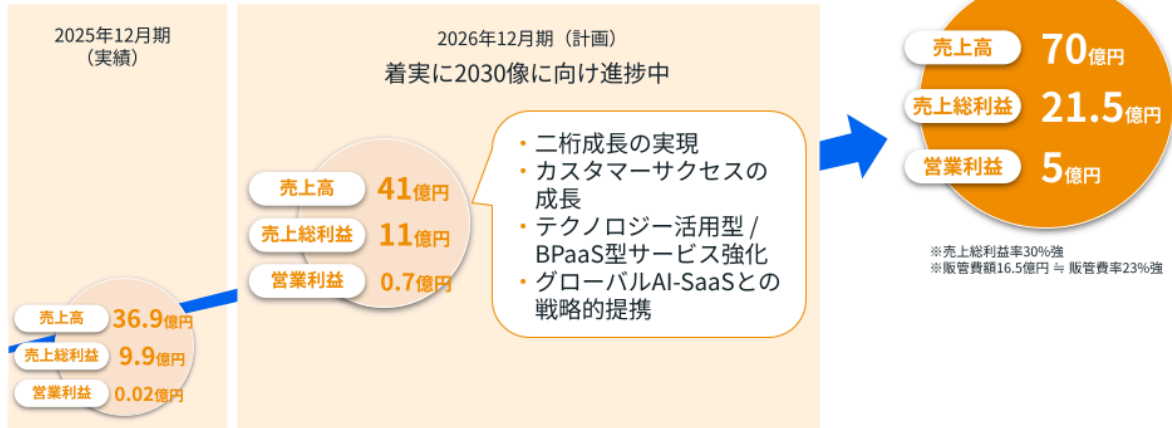 2025年12月期
（実績）
売上高 36.9億円
売上総利益 9.9億円
営業利益 0.02億円
2026年12月期（計画）
着実に2030像に向け進捗中
売上高 41億円
売上総利益 11億円
営業利益 0.7億円
・二桁成長の実現
・カスタマーサクセスの
成長
・テクノロジー活用型 /
BPaaS型サービス強化
・グローバルAI-SaaSとの
戦略的提携
売上高 70億円
売上総利益 21.5億円
営業利益 5億円
※売上総利益率30%強
※販管費額16.5億円 ≒ 販管費率23%強